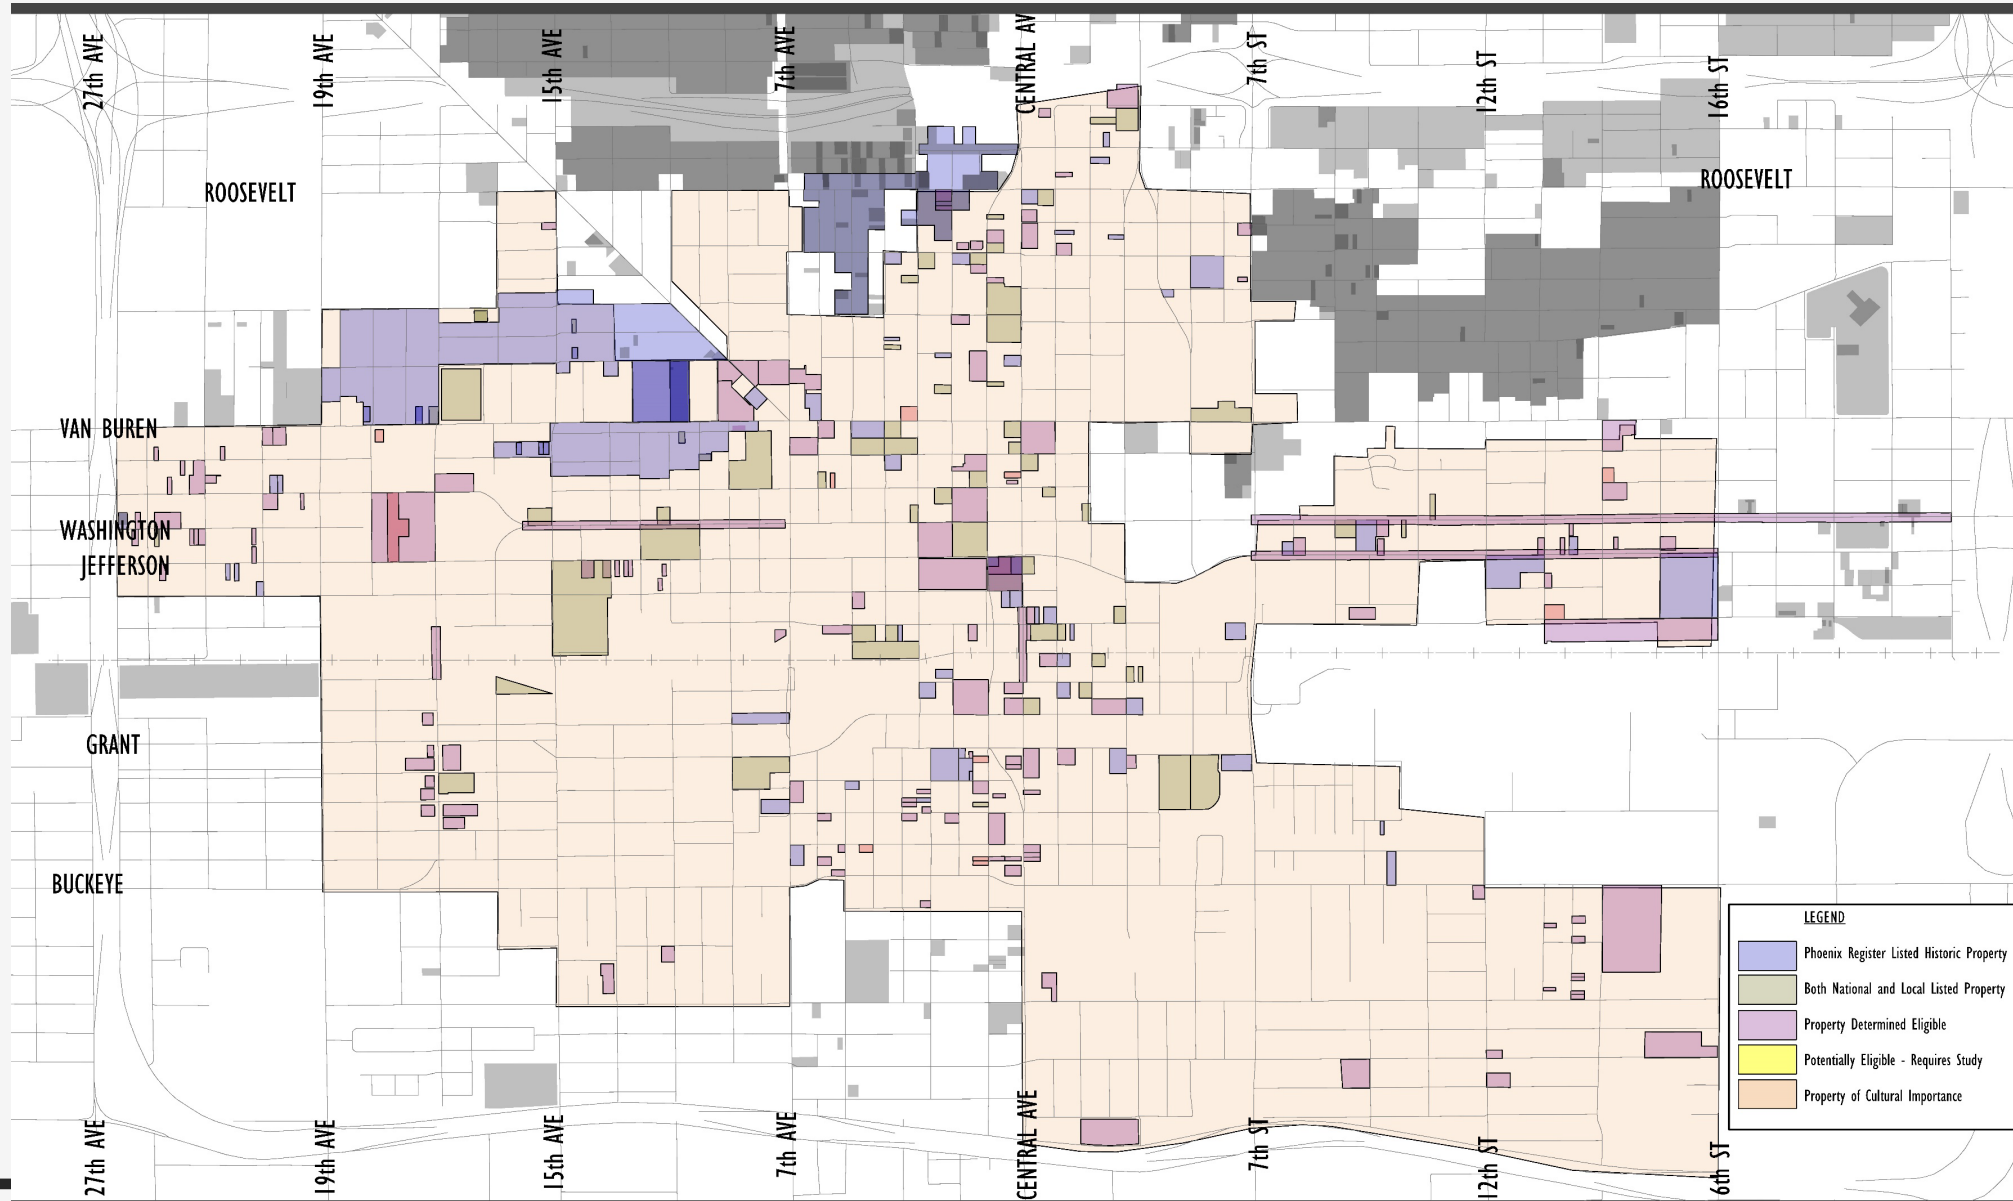 27th AVE
19th AVE
15th AVE
7th AVE
CENTRAL AV
7th ST
12th ST
16th ST
ROOSEVELT
ROOSEVELT
VAN BUREN
WASHINGTON
JEFFERSON
GRANT
BUCKEYE
LEGEND
Phoenix Register Listed Historic Property
Both National and Local Listed Property
Property Determined Eligible
Potentially Eligible - Requires Study
Property of Cultural Importance
27th AVE
19th AVE
15th AVE
7th AVE
CENTRAL AVE
7th ST
12th ST
6th ST